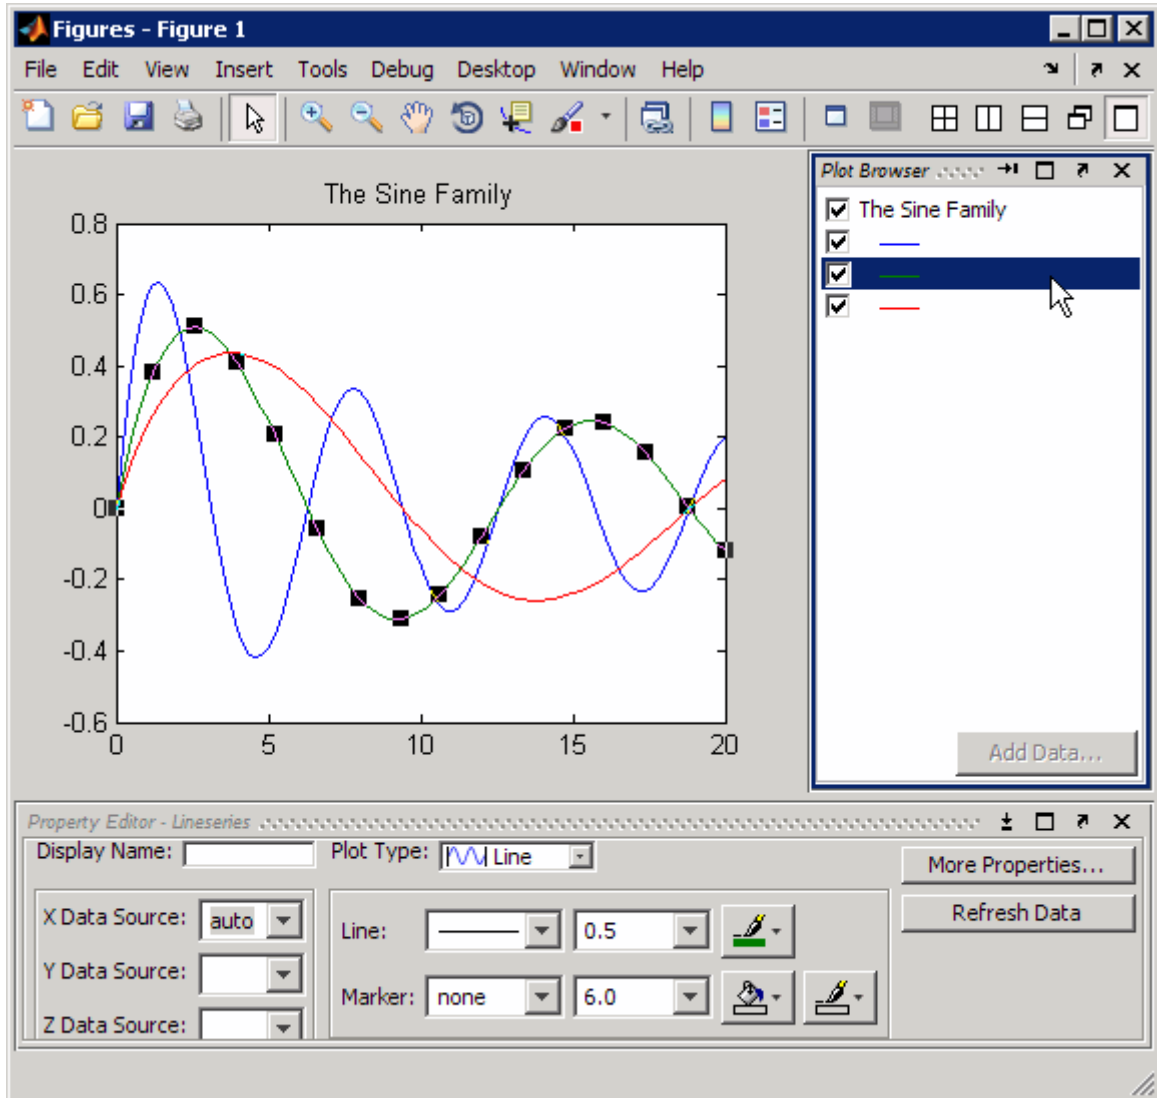 Figures - Figure 1
File Edit View Insert Tools Debug Desktop Window Help
Plot Browser
The Sine Family
The Sine Family
0.8
0.6
0.4
0.2
0
-0.2
-0.4
-0.6
0 5 10 15 20
Add Data...
Property Editor - Lineseries
Display Name: Plot Type: Line More Properties...
X Data Source: auto Line: 0.5 Refresh Data
Y Data Source:
Marker: none 6.0
Z Data Source: